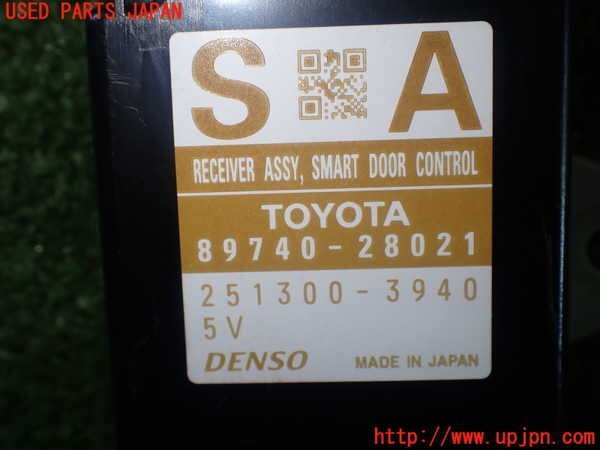 USED PARTS JAPAN
S A
RECEIVER ASSY, SMART DOOR CONTROL
TOYOTA
89740-28021
251300-3940
5V
DENSO MADE IN JAPAN
http://www.upjpn.com/